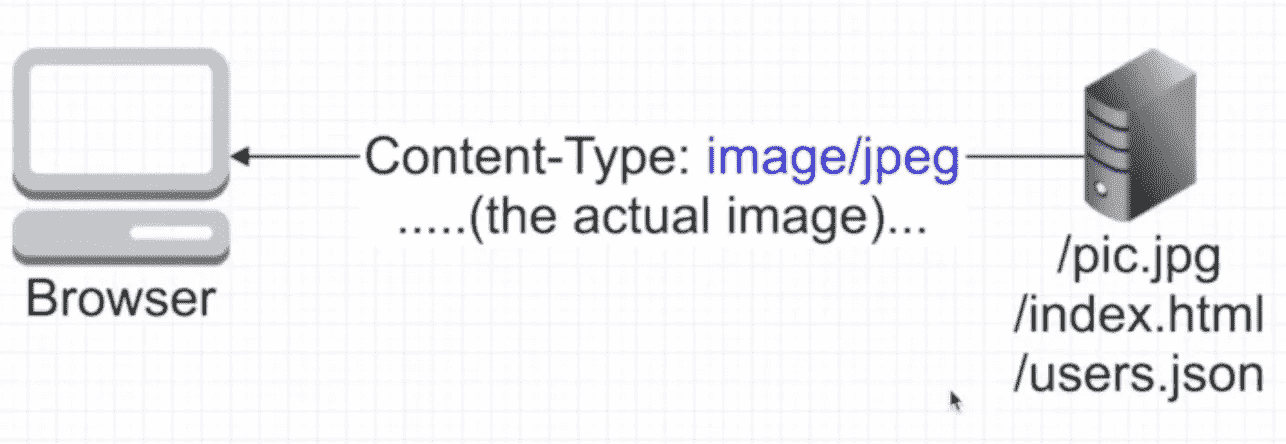 Content-Type: image/jpeg
.....(the actual image)...
Browser
/pic.jpg
/index.html
/users.json